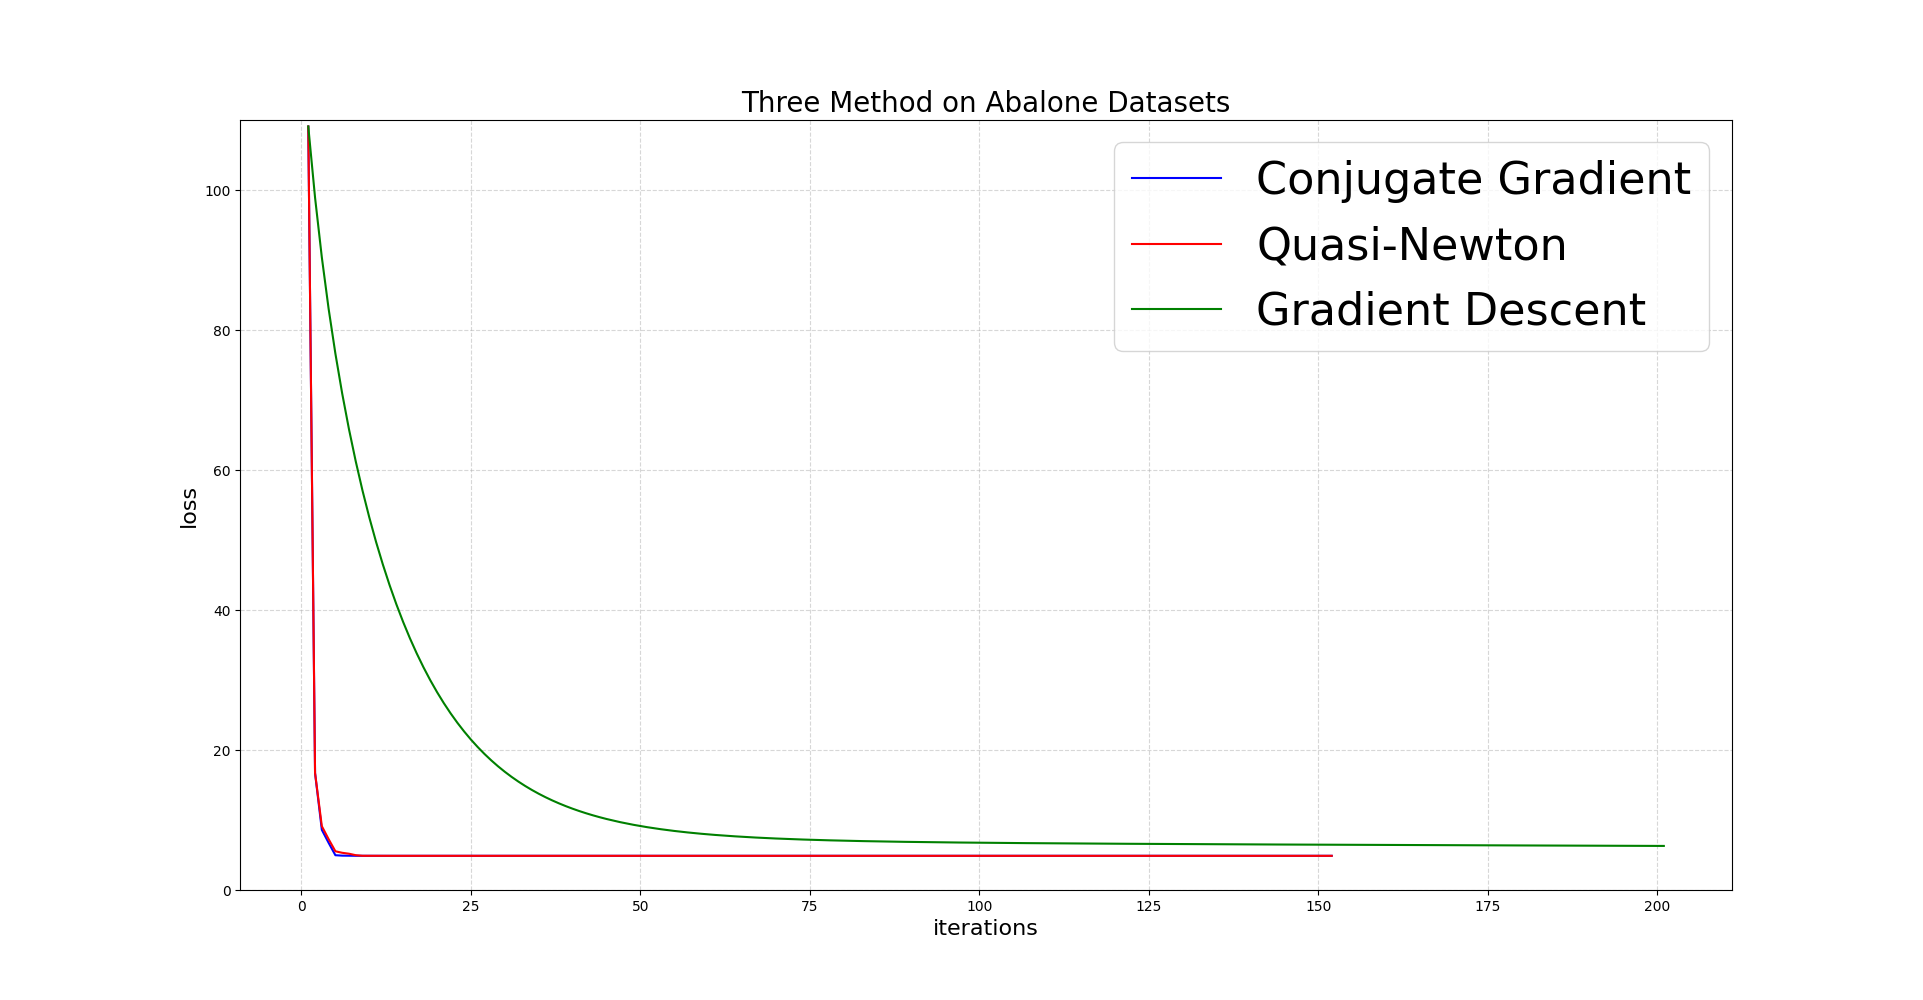 Three Method on Abalone Datasets
Conjugate Gradient
Quasi-Newton
Gradient Descent
100
80
60
40
20
0
loss
0 25 50 75 100 125 150 175 200
iterations